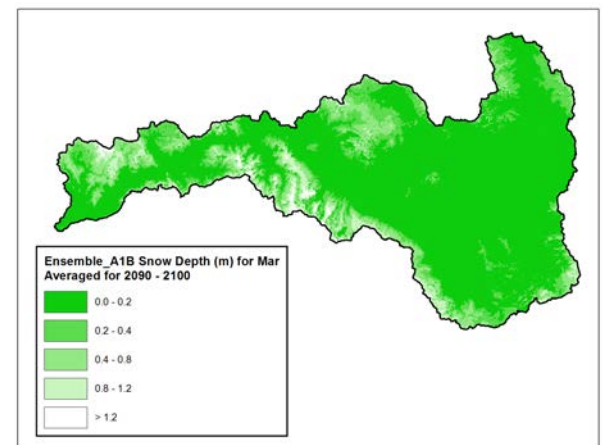 Ensemble_A1B Snow Depth (m) for Mar
Averaged for 2090 - 2100
0.0 - 0.2
0.2 - 0.4
0.4 - 0.8
0.8 - 1.2
> 1.2